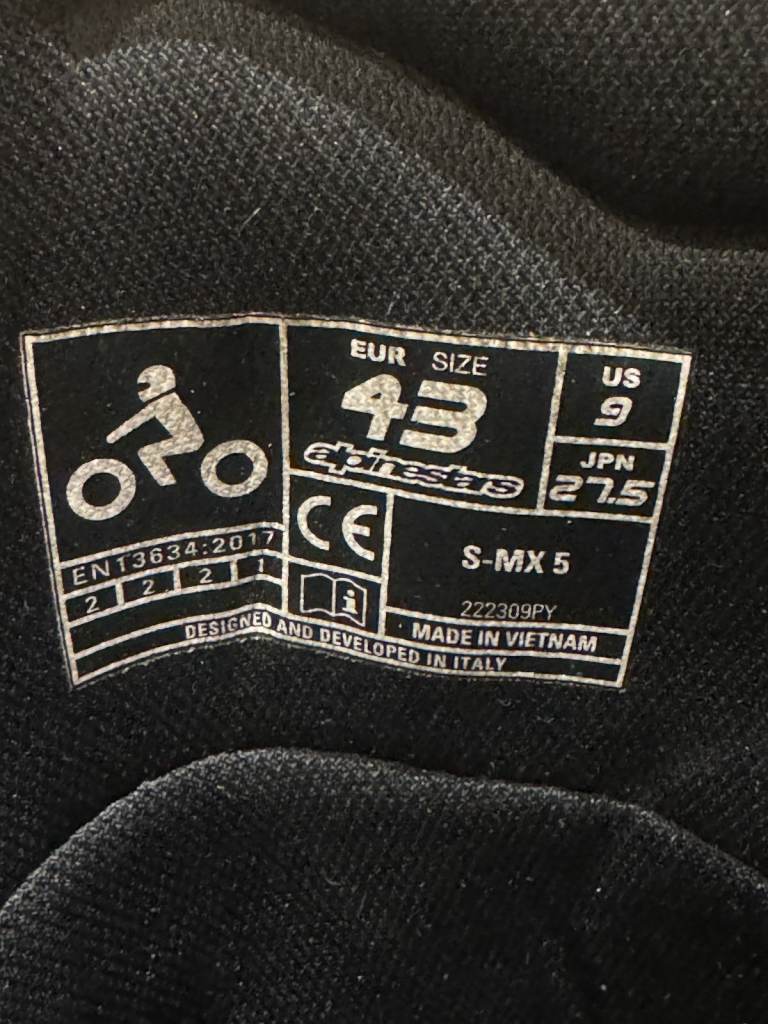 EUR SIZE
43
alpinestars
US
9
JPN
27.5
EN13634:2017
2 2 2 1
CE
i
S-MX 5
222309PY
MADE IN VIETNAM
DESIGNED AND DEVELOPED IN ITALY